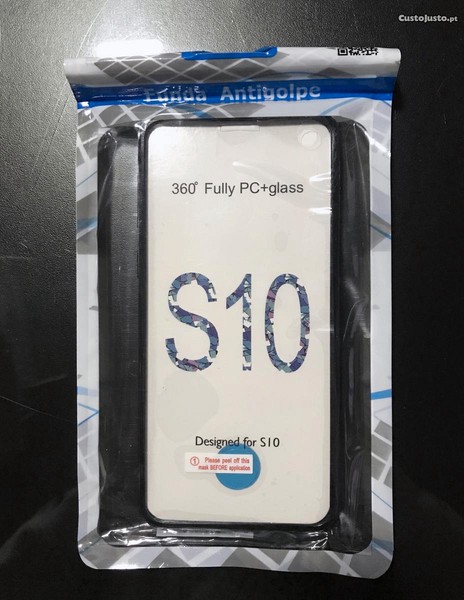 CustoJusto.pt
Funda Antigolpe
360° Fully PC+glass
S10
Designed for S10
1 Please peel off this
mask BEFORE application